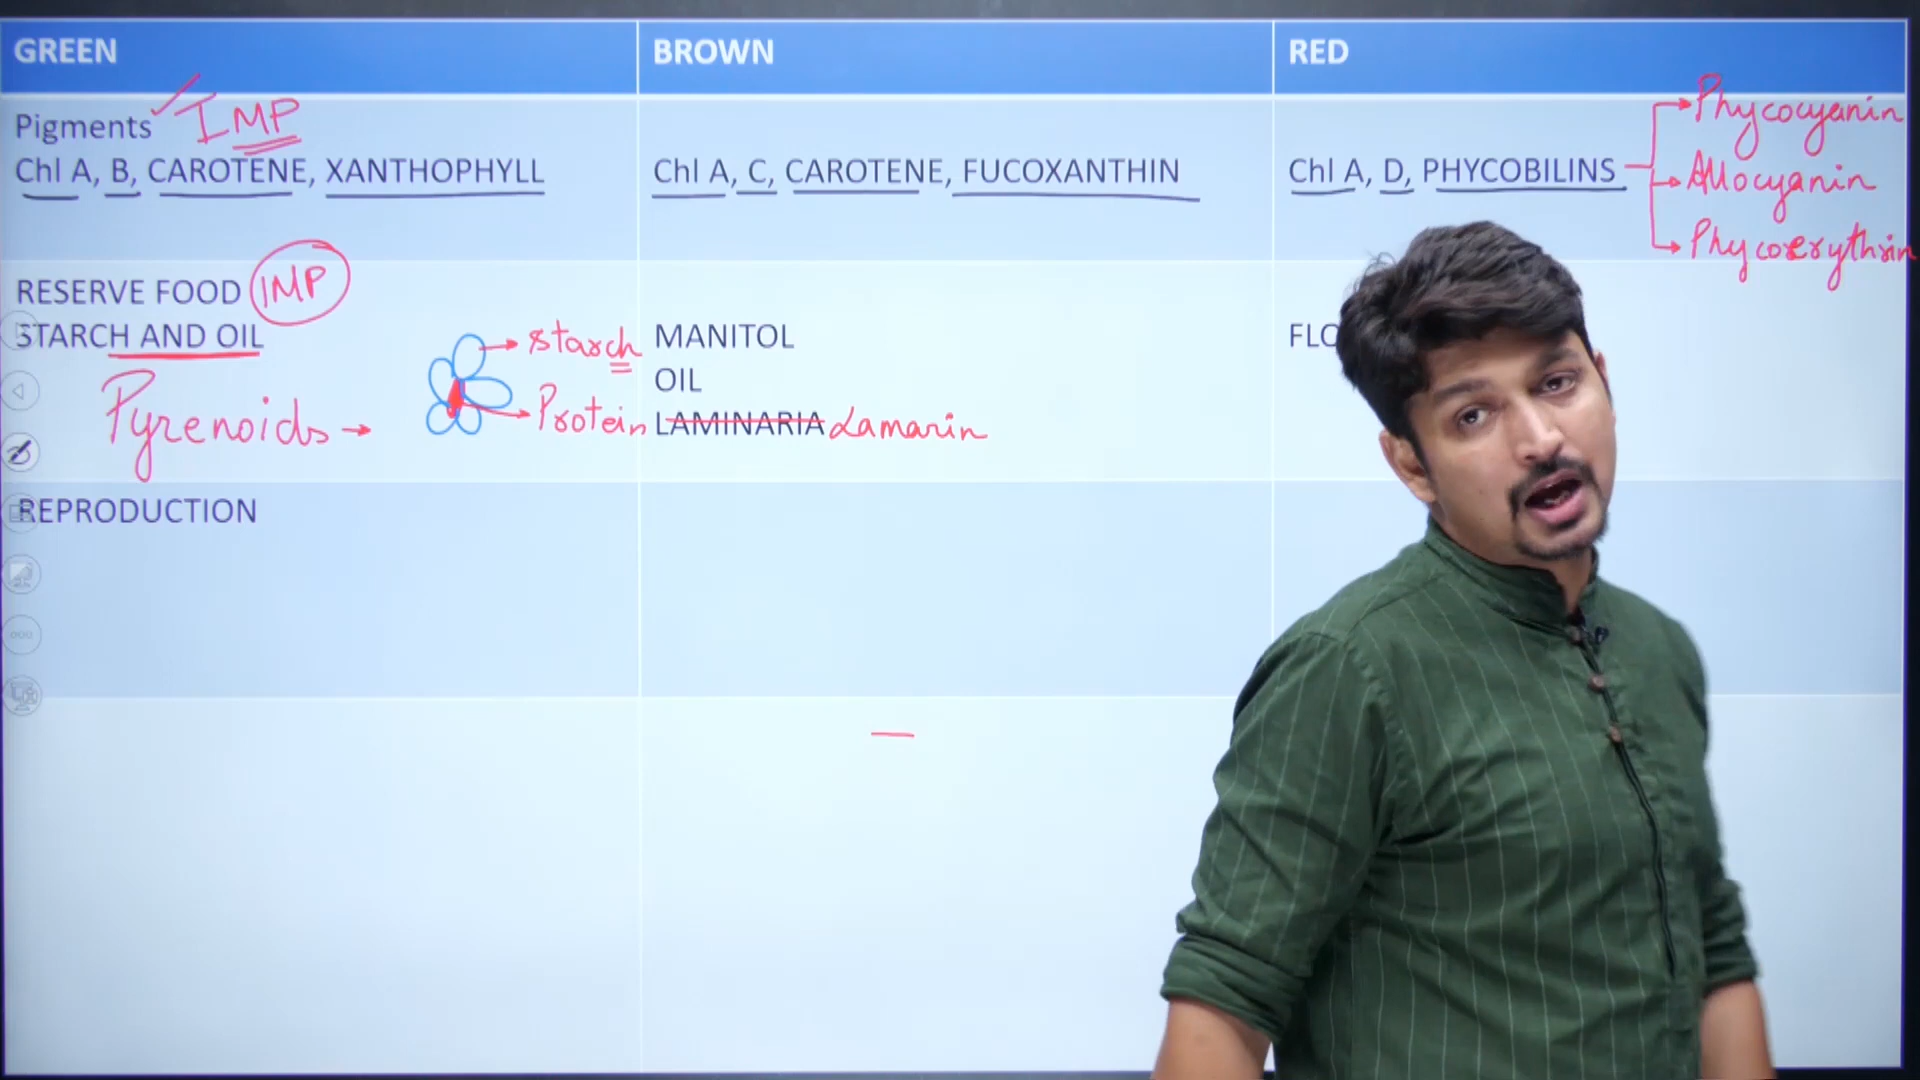 GREEN
BROWN
RED
Pigments IMP
Chl A, B, CAROTENE, XANTHOPHYLL
Chl A, C, CAROTENE, FUCOXANTHIN
Chl A, D, PHYCOBILINS
Phycocyanin
Allocyanin
Phycoerythrin
RESERVE FOOD IMP
STARCH AND OIL
Pyrenoids
starch
Protein
MANITOL
OIL
LAMINARIA Lamarin
FLO
REPRODUCTION